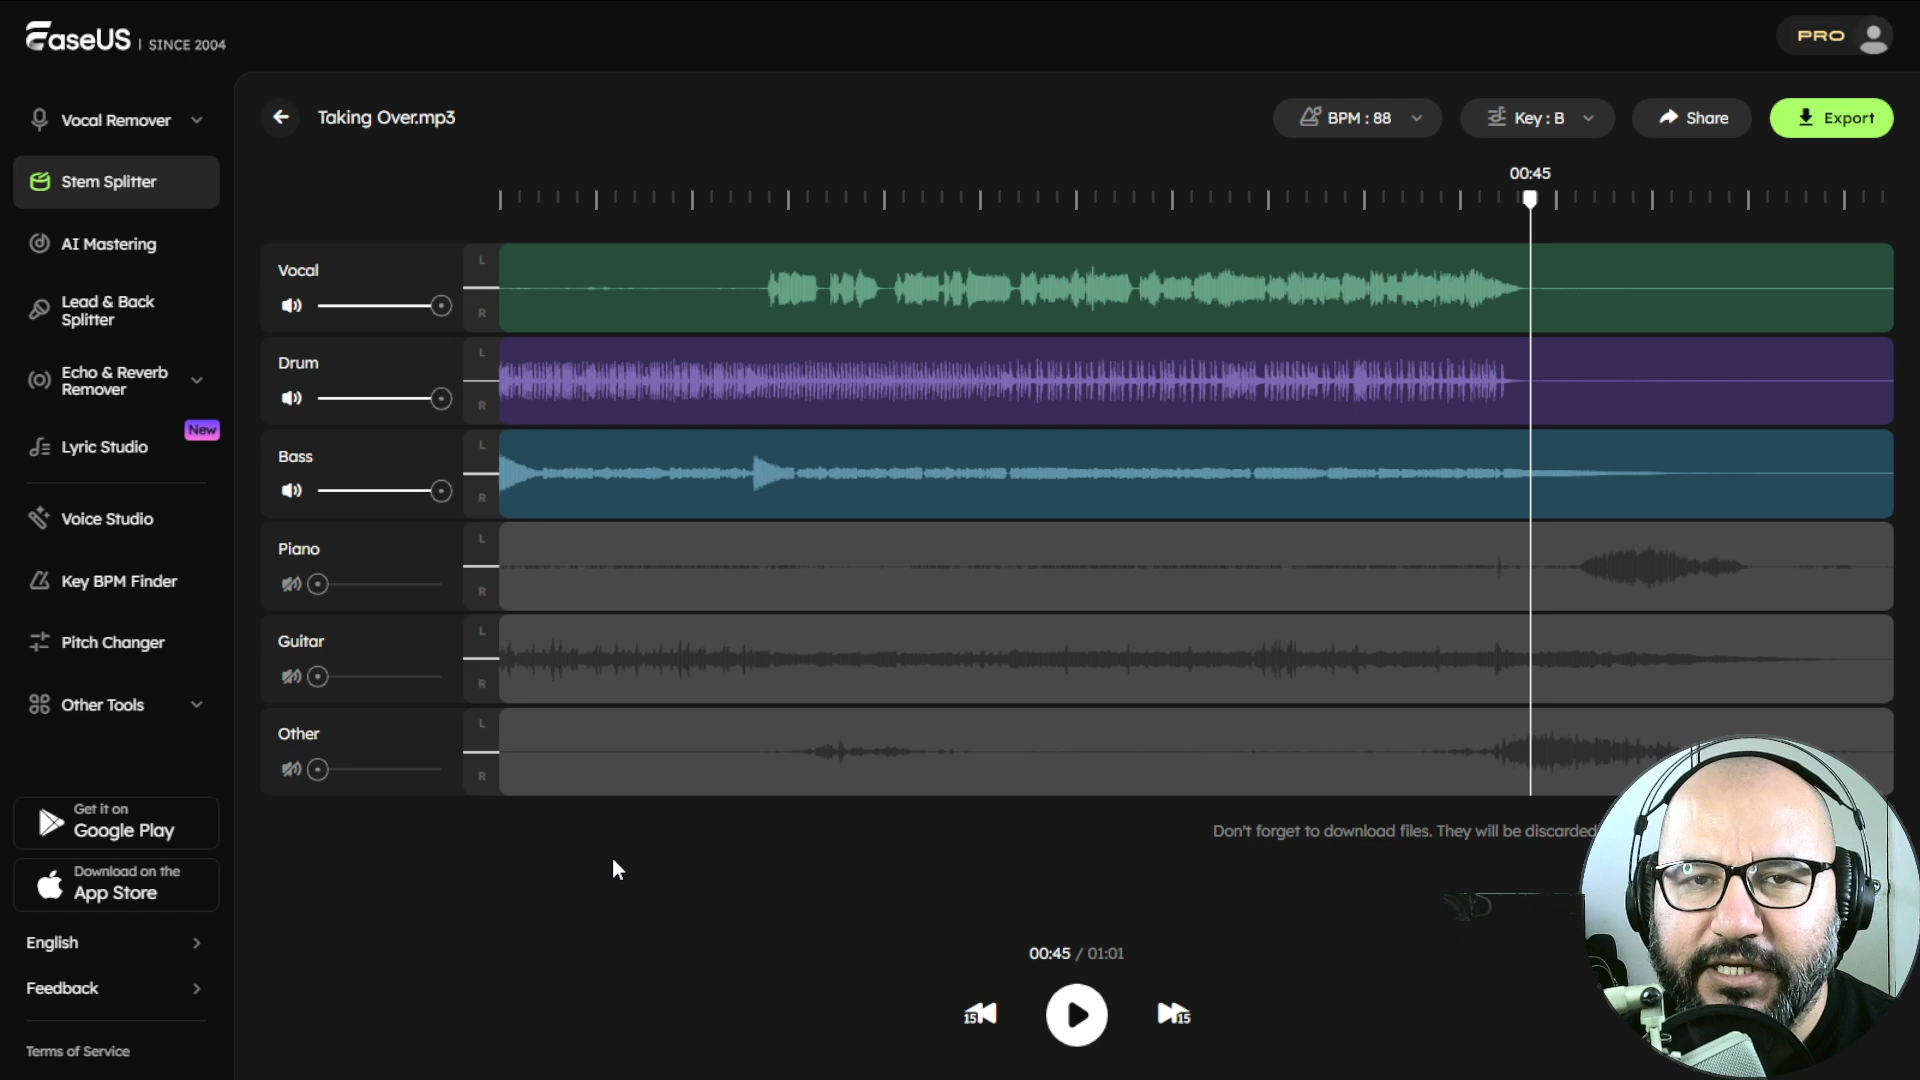 EaseUS | SINCE 2004
PRO
Vocal Remover
Stem Splitter
AI Mastering
Lead & Back
Splitter
Echo & Reverb
Remover
New
Lyric Studio
Voice Studio
Key BPM Finder
Pitch Changer
Other Tools
Get it on
Google Play
Download on the
App Store
English
Feedback
Terms of Service
Taking Over.mp3
BPM : 88
Key : B
Share
Export
00:45
Vocal
L
R
Drum
L
R
Bass
L
R
Piano
L
R
Guitar
L
R
Other
L
R
Don't forget to download files. They will be discarded
00:45 / 01:01
15
15